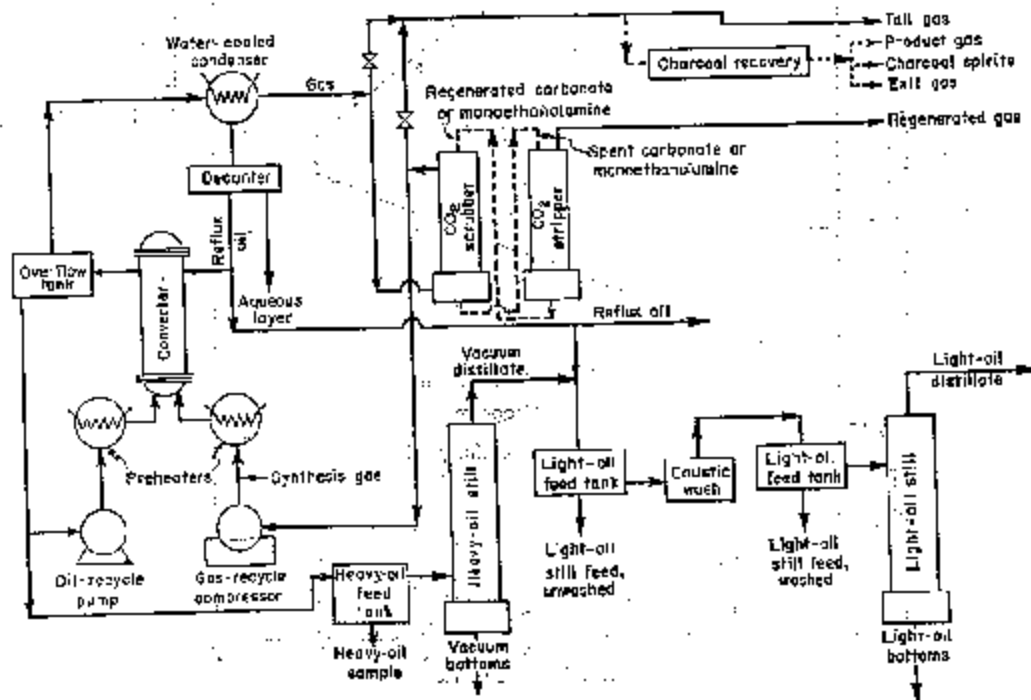 Water-cooled
condenser
Gas
Tail gas
Product gas
Charcoal spirits
Exit gas
Charcoal recovery
Regenerated carbonate
or monoethanolamine
Regenerated gas
Spent carbonate or
monoethanolamine
Decanter
CO2
scrubber
CO2
stripper
Reflux
oil
Overflow
tank
Converter
Aqueous
layer
Reflux oil
Vacuum
distillate
Light-oil
distillate
Preheaters
Synthesis gas
Heavy-oil still
Light-oil
feed tank
Caustic
wash
Light-oil
feed tank
Light-oil still
Oil-recycle
pump
Gas-recycle
compressor
Heavy-oil
feed
tank
Light-oil
still feed,
unwashed
Light-oil
still feed,
washed
Heavy-oil
sample
Vacuum
bottoms
Light-oil
bottoms